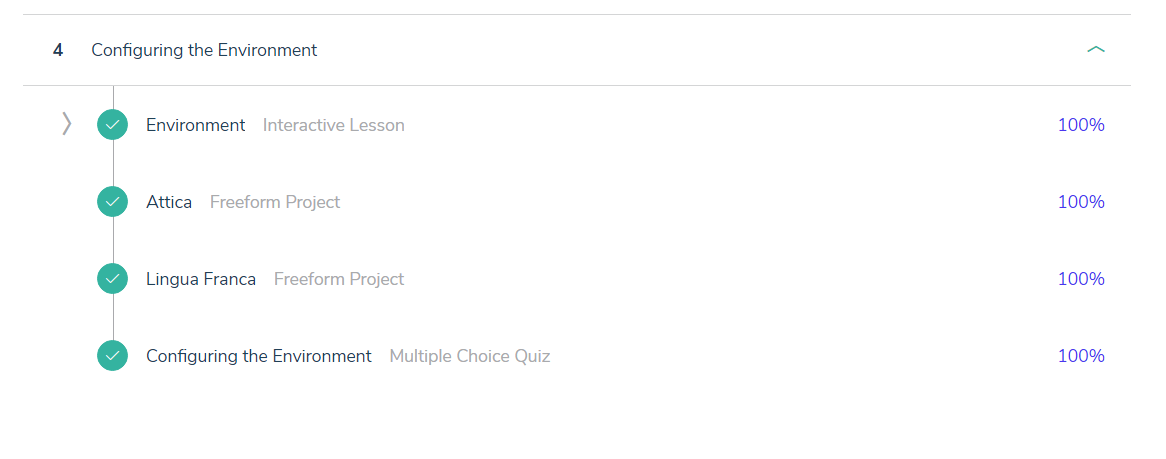 4 Configuring the Environment
Environment Interactive Lesson 100%
Attica Freeform Project 100%
Lingua Franca Freeform Project 100%
Configuring the Environment Multiple Choice Quiz 100%